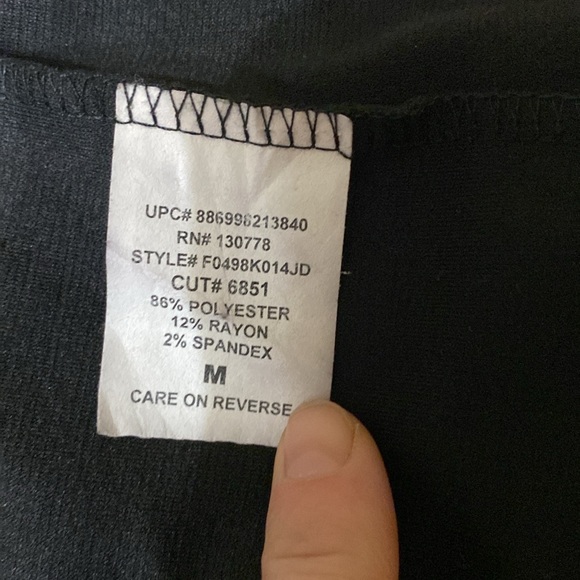 UPC# 886998213840
RN# 130778
STYLE# F0498K014JD
CUT# 6851
86% POLYESTER
12% RAYON
2% SPANDEX
M
CARE ON REVERSE